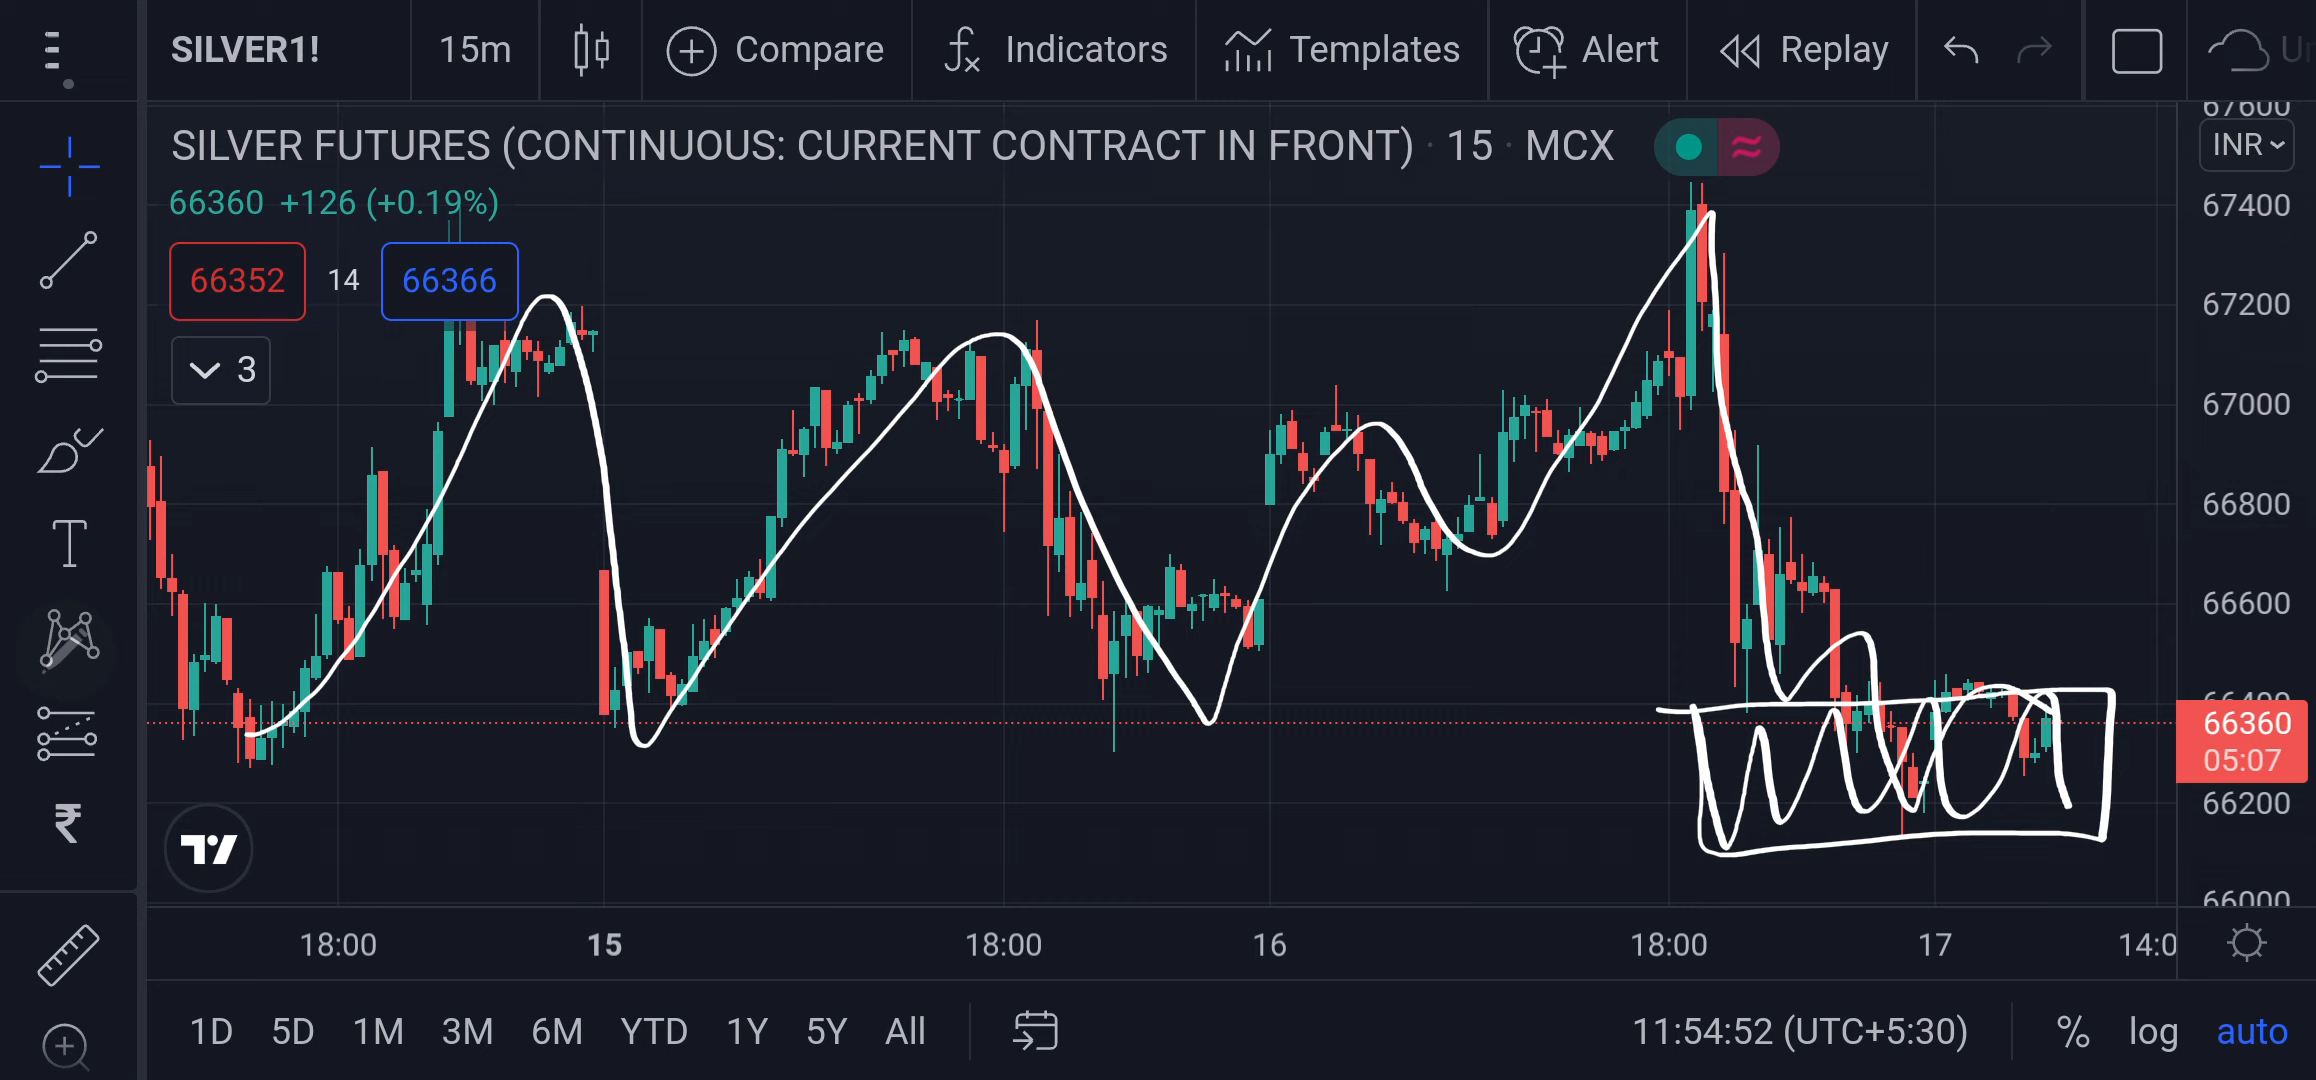 SILVER1! 15m Compare Indicators Templates Alert Replay
SILVER FUTURES (CONTINUOUS: CURRENT CONTRACT IN FRONT) · 15 · MCX
INR
66360 +126 (+0.19%)
66352 14 66366
3
67600
67400
67200
67000
66800
66600
66400
66360
05:07
66200
66000
18:00 15 18:00 16 18:00 17 14:0
1D 5D 1M 3M 6M YTD 1Y 5Y All 11:54:52 (UTC+5:30) % log auto